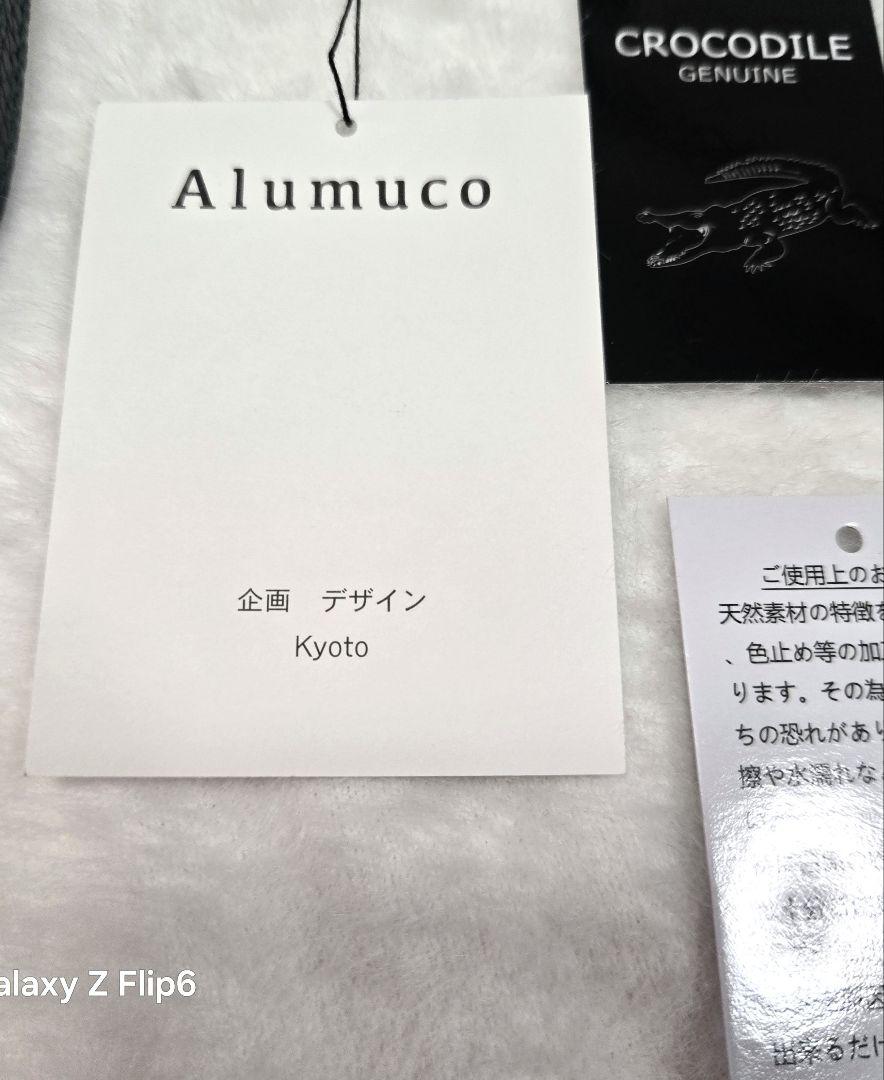 CROCODILE
GENUINE
Alumuco
企画 デザイン
Kyoto
ご使用上のお
天然素材の特徴を
、色止め等の加
ります。その為
ちの恐れがあり
擦や水濡れな
出来るだけ
alaxy Z Flip6